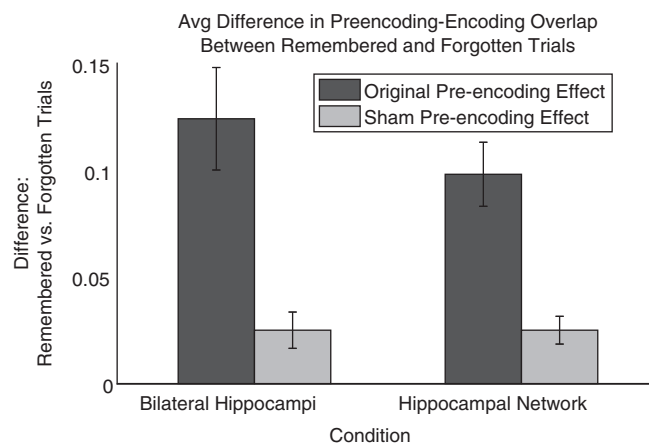 Avg Difference in Preencoding-Encoding Overlap
Between Remembered and Forgotten Trials
Difference:
Remembered vs. Forgotten Trials
0.15
0.1
0.05
0
Original Pre-encoding Effect
Sham Pre-encoding Effect
Bilateral Hippocampi
Hippocampal Network
Condition